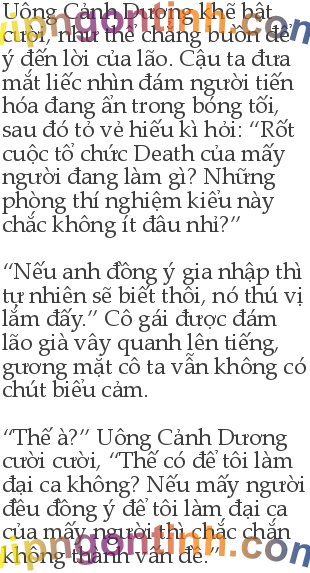 Uông Cảnh Dương khẽ bật
cười, như thể chẳng buồn để
ý đến lời của lão. Cậu ta đưa
mắt liếc nhìn đám người tiến
hóa đang ẩn trong bóng tối,
sau đó tỏ vẻ hiếu kì hỏi: “Rốt
cuộc tổ chức Death của mấy
người đang làm gì? Những
phòng thí nghiệm kiểu này
chắc không ít đâu nhỉ?”
“Nếu anh đồng ý gia nhập thì
tự nhiên sẽ biết thôi, nó thú vị
lắm đấy.” Cô gái được đám
lão già vây quanh lên tiếng,
gương mặt cô ta vẫn không có
chút biểu cảm.
“Thế à?” Uông Cảnh Dương
cười cười, “Thế có để tôi làm
đại ca không? Nếu mấy người
đều đồng ý để tôi làm đại ca
của mấy người thì chắc chắn
không thành vấn đề.”
vipngontinh.com
vipngontinh.com